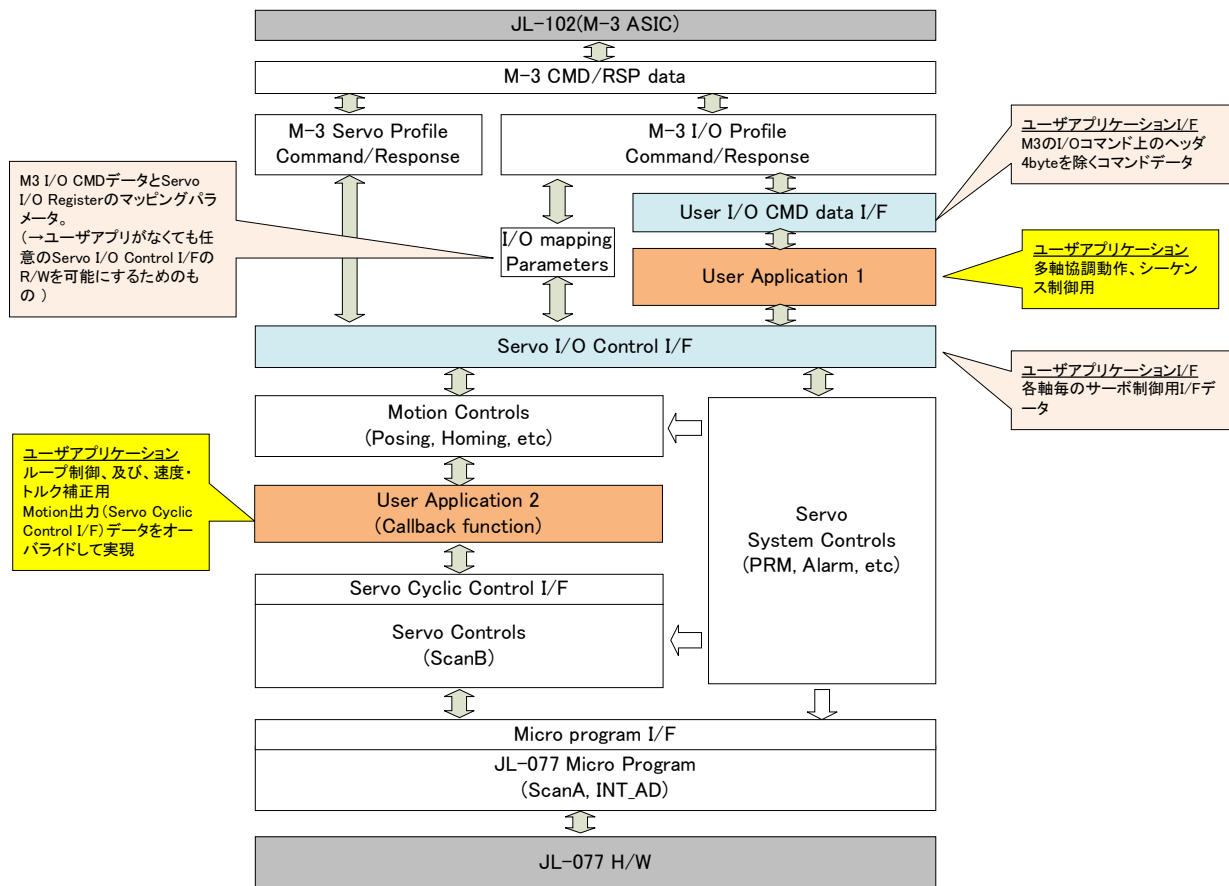 JL-102(M-3 ASIC)
M-3 CMD/RSP data
M-3 Servo Profile
Command/Response
M-3 I/O Profile
Command/Response
ユーザアプリケーションI/F
M3のI/Oコマンド上のヘッダ
4byteを除くコマンドデータ
M3 I/O CMDデータとServo
I/O Registerのマッピングパラ
メータ。
(→ユーザアプリがなくても任
意のServo I/O Control I/Fの
R/Wを可能にするためのも
の )
User I/O CMD data I/F
I/O mapping
Parameters
User Application 1
ユーザアプリケーション
多軸協調動作、シーケン
ス制御用
Servo I/O Control I/F
ユーザアプリケーションI/F
各軸毎のサーボ制御用I/Fデ
ータ
Motion Controls
(Posing, Homing, etc)
ユーザアプリケーション
ループ制御、及び、速度・
トルク補正用
Motion出力(Servo Cyclic
Control I/F)データをオー
バライドして実現
User Application 2
(Callback function)
Servo
System Controls
(PRM, Alarm, etc)
Servo Cyclic Control I/F
Servo Controls
(ScanB)
Micro program I/F
JL-077 Micro Program
(ScanA, INT_AD)
JL-077 H/W